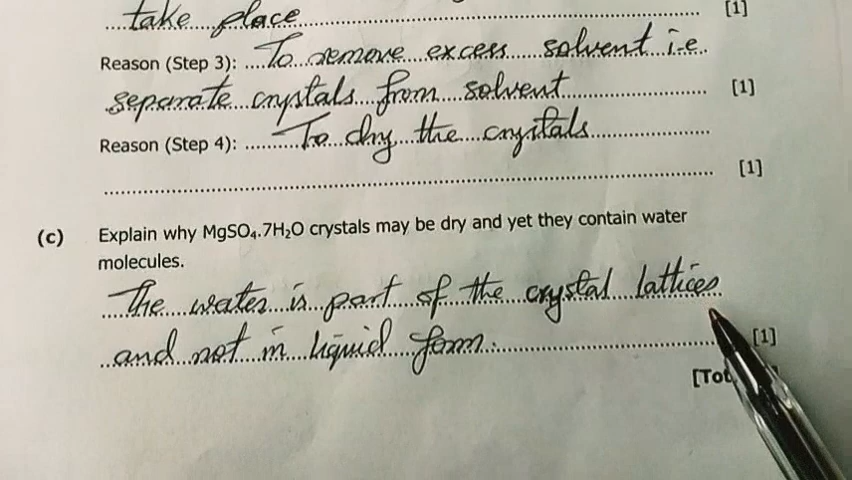 take place [1]
Reason (Step 3): To remove excess solvent i.e.
separate crystals from solvent [1]
Reason (Step 4): To dry the crystals
[1]
(c) Explain why MgSO₄.7H₂O crystals may be dry and yet they contain water
molecules.
The water is part of the crystal lattices
and not in liquid form. [1]
[Tot